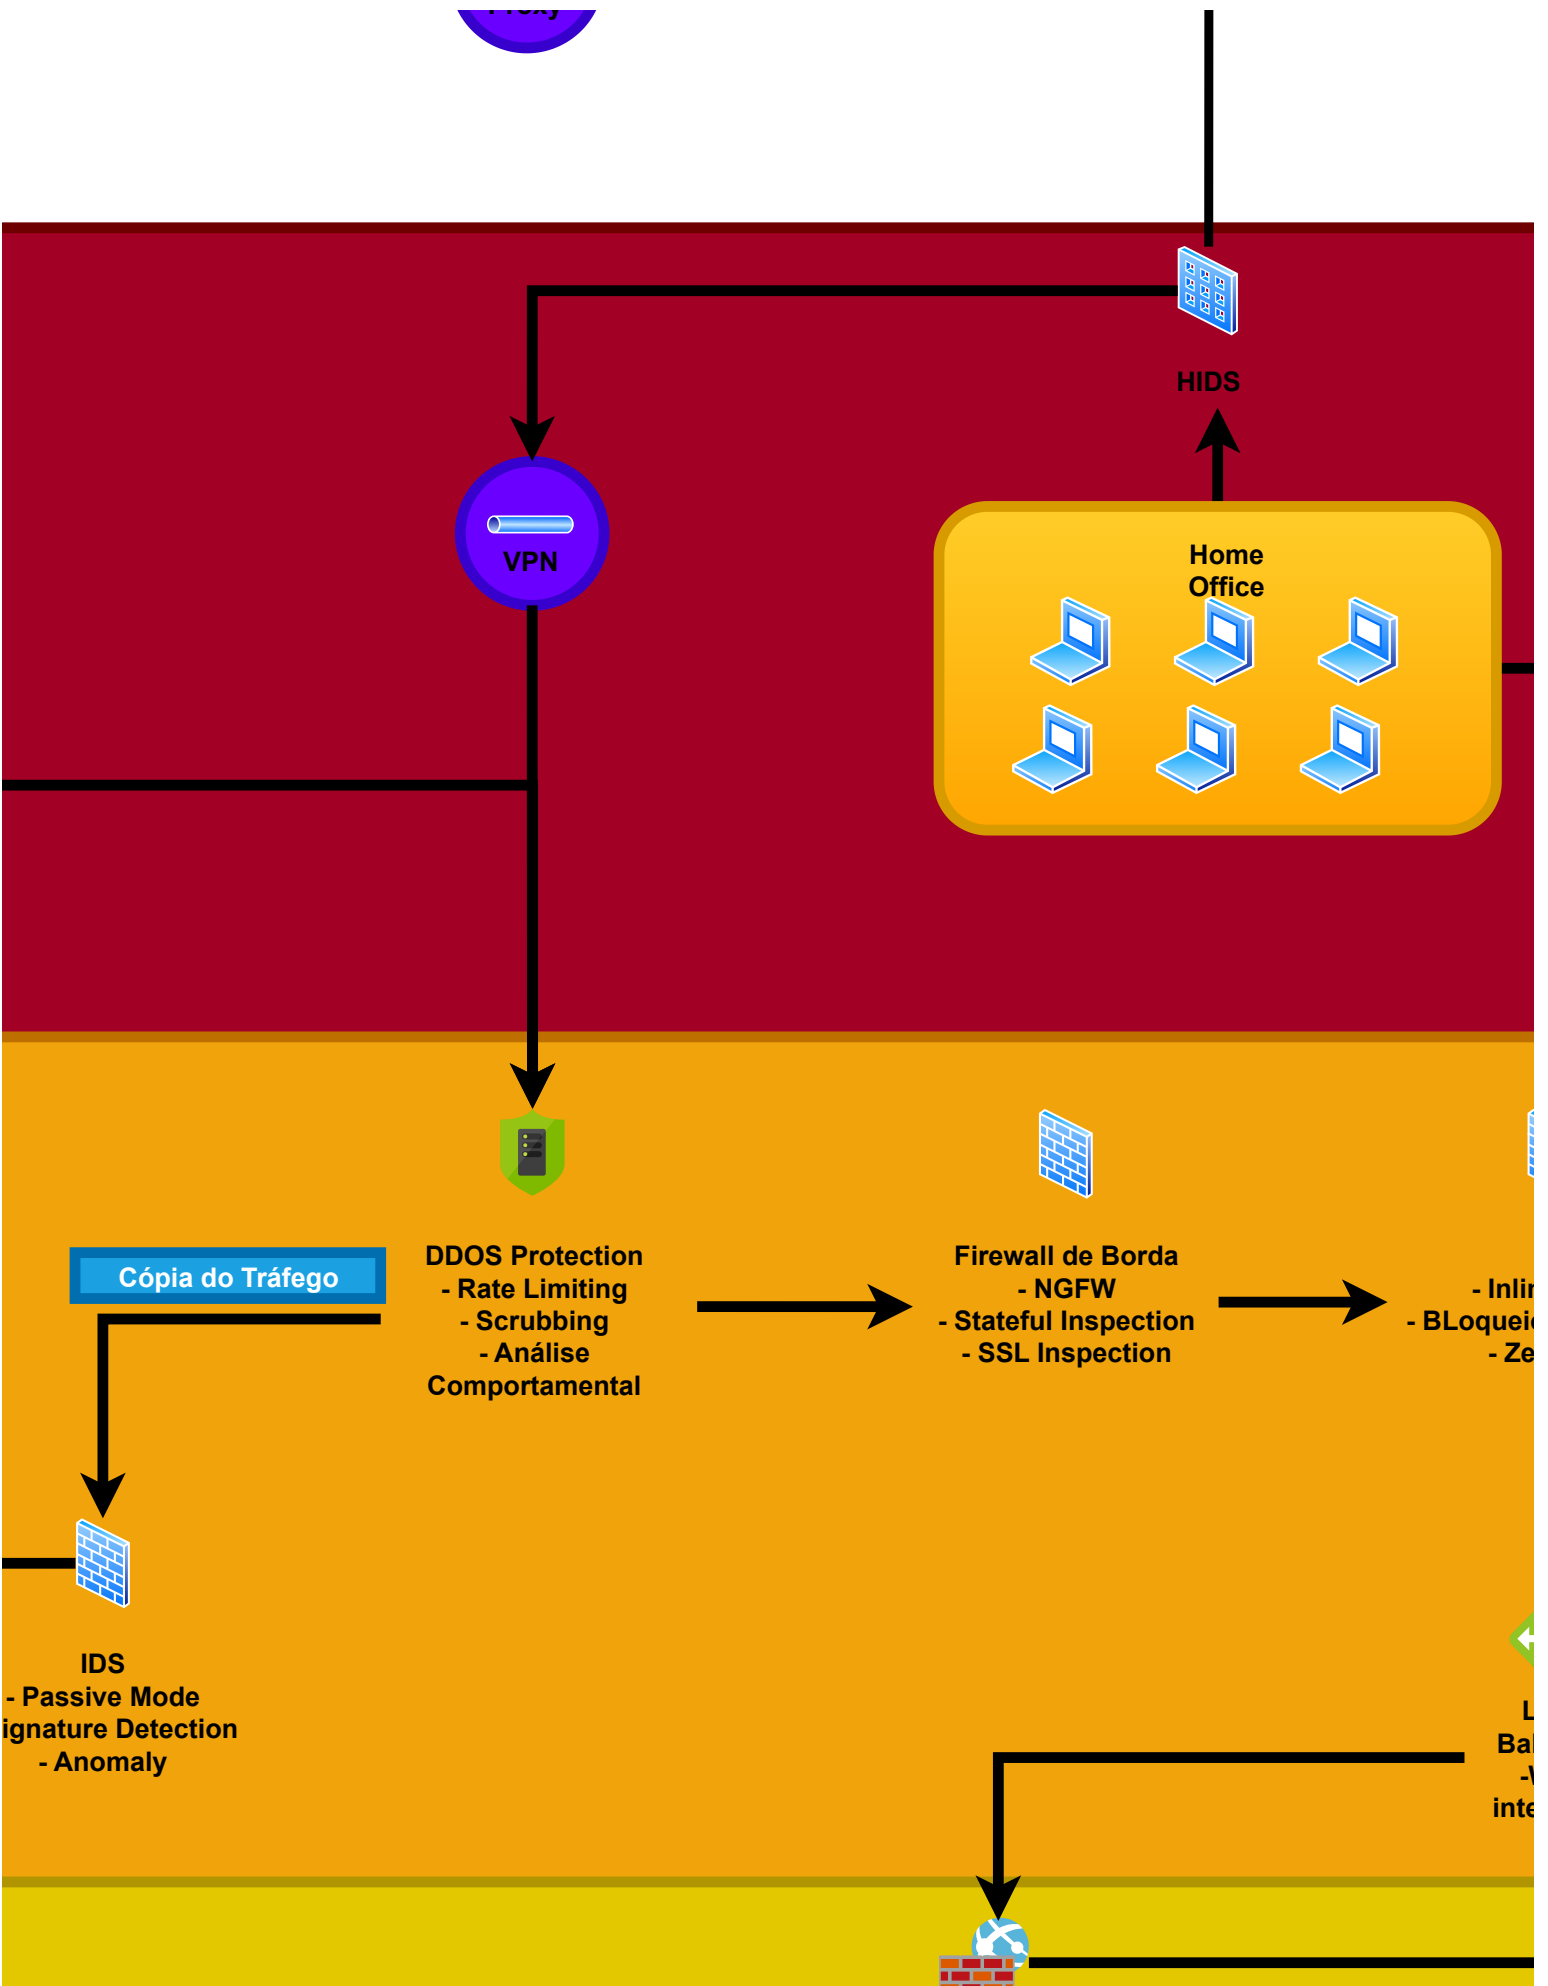 Proxy
HIDS
VPN
Home
Office
Cópia do Tráfego
DDOS Protection
- Rate Limiting
- Scrubbing
- Análise
Comportamental
Firewall de Borda
- NGFW
- Stateful Inspection
- SSL Inspection
IDS
- Passive Mode
ignature Detection
- Anomaly